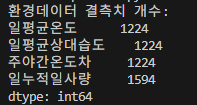 환경데이터 결측치 개수:
일평균온도 1224
일평균상대습도 1224
주야간온도차 1224
일누적일사량 1594
dtype: int64